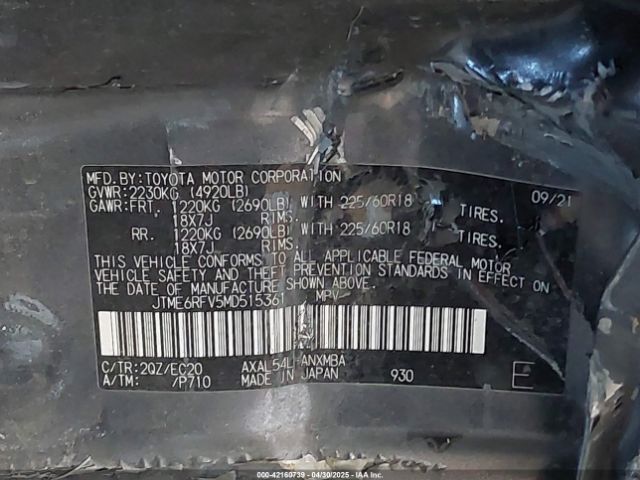 MFD.BY:TOYOTA MOTOR CORPORATION
GVWR:2230KG (4920LB) 09/21
GAWR:FRT. 1220KG (2690LB) WITH 225/60R18 TIRES.
18X7J RIMS.
RR. 1220KG (2690LB) WITH 225/60R18 TIRES.
18X7J RIMS.
THIS VEHICLE CONFORMS TO ALL APPLICABLE FEDERAL MOTOR
VEHICLE SAFETY AND THEFT PREVENTION STANDARDS IN EFFECT ON
THE DATE OF MANUFACTURE SHOWN ABOVE.
JTME6RFV5MD515361 MPV
C/TR:2QZ/EC20 AXAL54L-ANXMBA
A/TM: /P710 MADE IN JAPAN 930 E
000-42160739 - 04/30/2025 - IAA Inc.